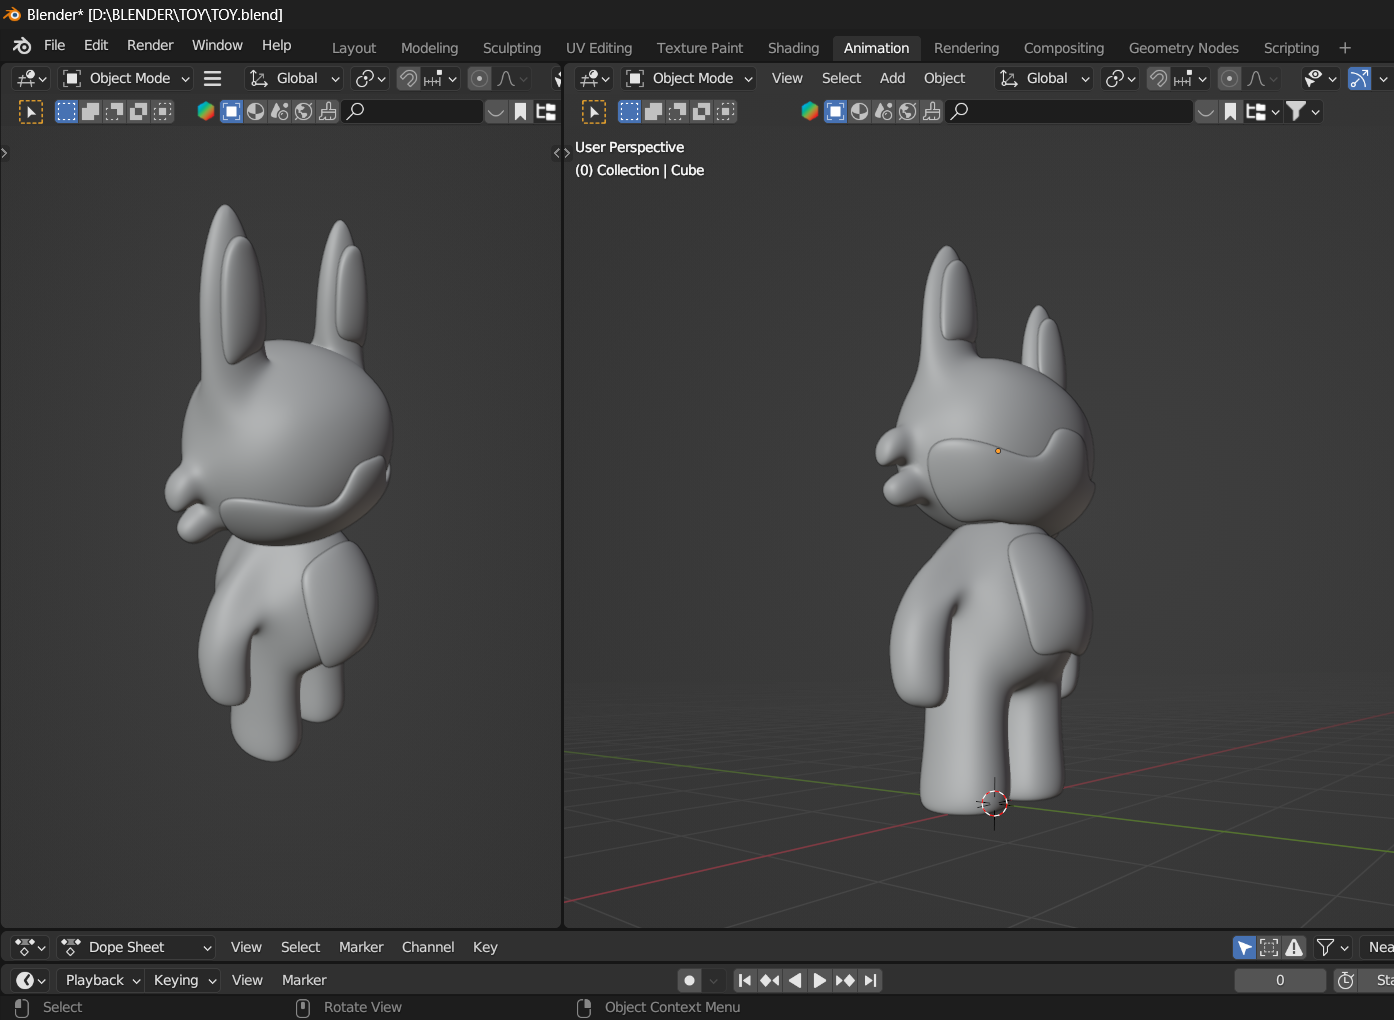 Blender* [D:\BLENDER\TOY\TOY.blend]
File Edit Render Window Help Layout Modeling Sculpting UV Editing Texture Paint Shading Animation Rendering Compositing Geometry Nodes Scripting +
Object Mode Global Object Mode View Select Add Object Global
User Perspective
(0) Collection | Cube
Dope Sheet View Select Marker Channel Key Nea
Playback Keying View Marker 0 Sta
Select Rotate View Object Context Menu